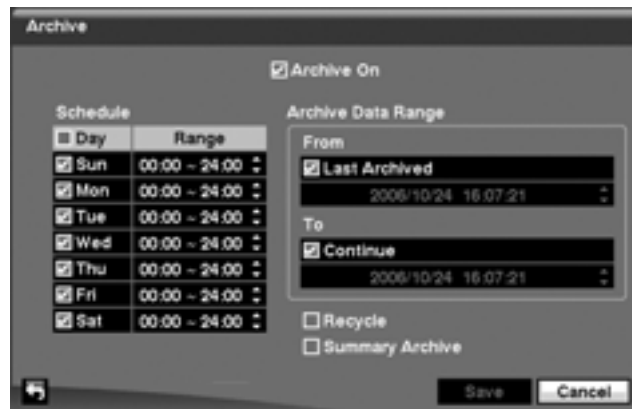 Archive
Archive On
Schedule
Day Range
Sun 00:00 ~ 24:00
Mon 00:00 ~ 24:00
Tue 00:00 ~ 24:00
Wed 00:00 ~ 24:00
Thu 00:00 ~ 24:00
Fri 00:00 ~ 24:00
Sat 00:00 ~ 24:00
Archive Data Range
From
Last Archived
2006/10/24 16:07:21
To
Continue
2006/10/24 16:07:21
Recycle
Summary Archive
Save Cancel